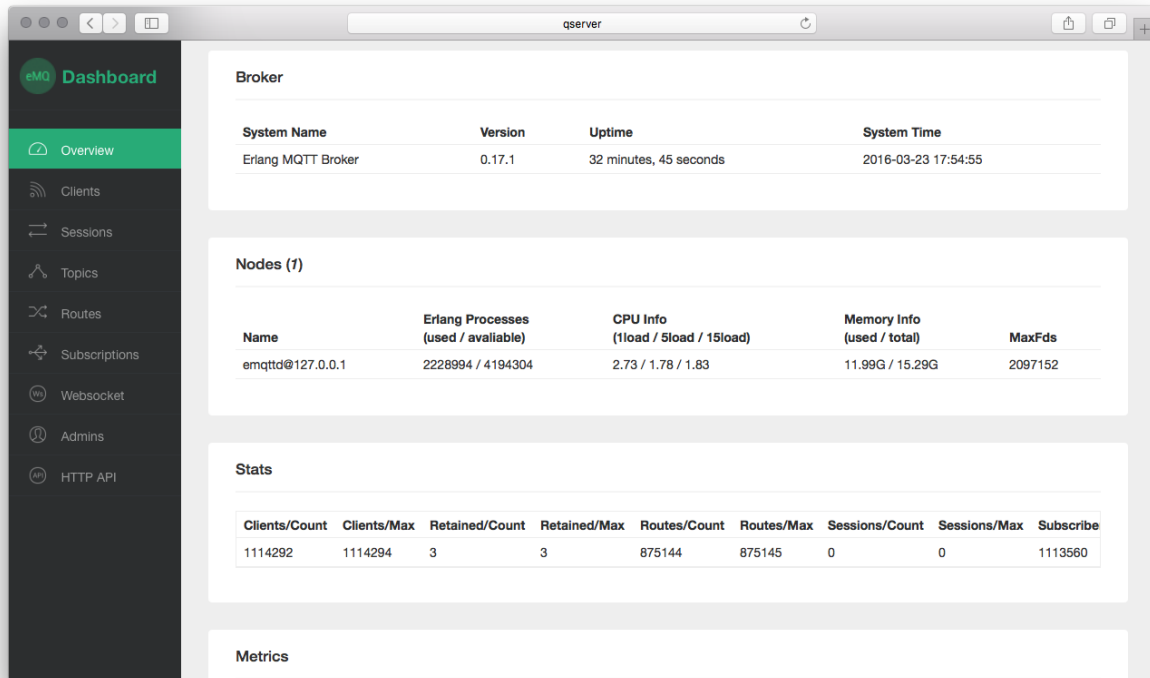 qserver
eMQ Dashboard
Overview
Clients
Sessions
Topics
Routes
Subscriptions
Ws Websocket
Admins
API HTTP API
Broker
System Name Version Uptime System Time
Erlang MQTT Broker 0.17.1 32 minutes, 45 seconds 2016-03-23 17:54:55
Nodes (1)
Erlang Processes CPU Info Memory Info
Name (used / avaliable) (1load / 5load / 15load) (used / total) MaxFds
emqttd@127.0.0.1 2228994 / 4194304 2.73 / 1.78 / 1.83 11.99G / 15.29G 2097152
Stats
Clients/Count Clients/Max Retained/Count Retained/Max Routes/Count Routes/Max Sessions/Count Sessions/Max Subscribe
1114292 1114294 3 3 875144 875145 0 0 1113560
Metrics